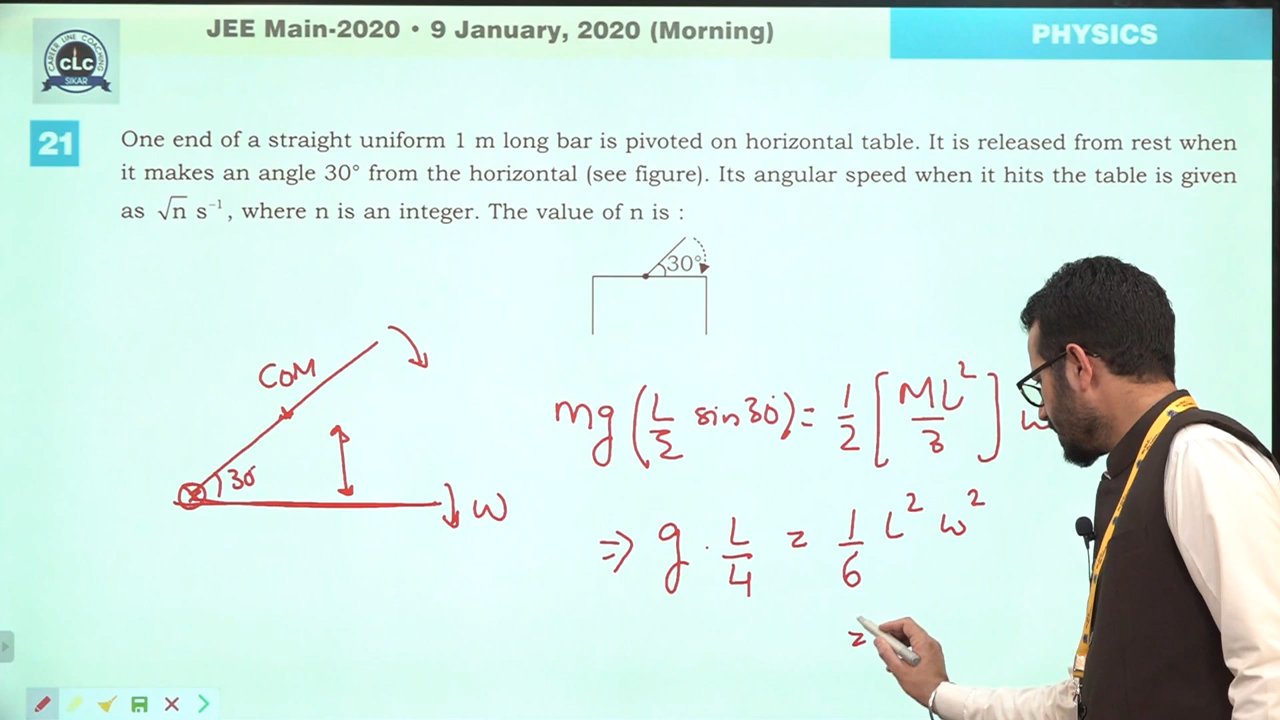 JEE Main-2020 • 9 January, 2020 (Morning)
PHYSICS
CAREER LINE COACHING
CLC
SIKAR
21
One end of a straight uniform 1 m long bar is pivoted on horizontal table. It is released from rest when
it makes an angle 30° from the horizontal (see figure). Its angular speed when it hits the table is given
as √n s⁻¹, where n is an integer. The value of n is :
30°
COM
30°
ω
mg (L/2 sin30°) = 1/2 [ML²/3] ω
⇒ g · L/4 = 1/6 L² ω²
=